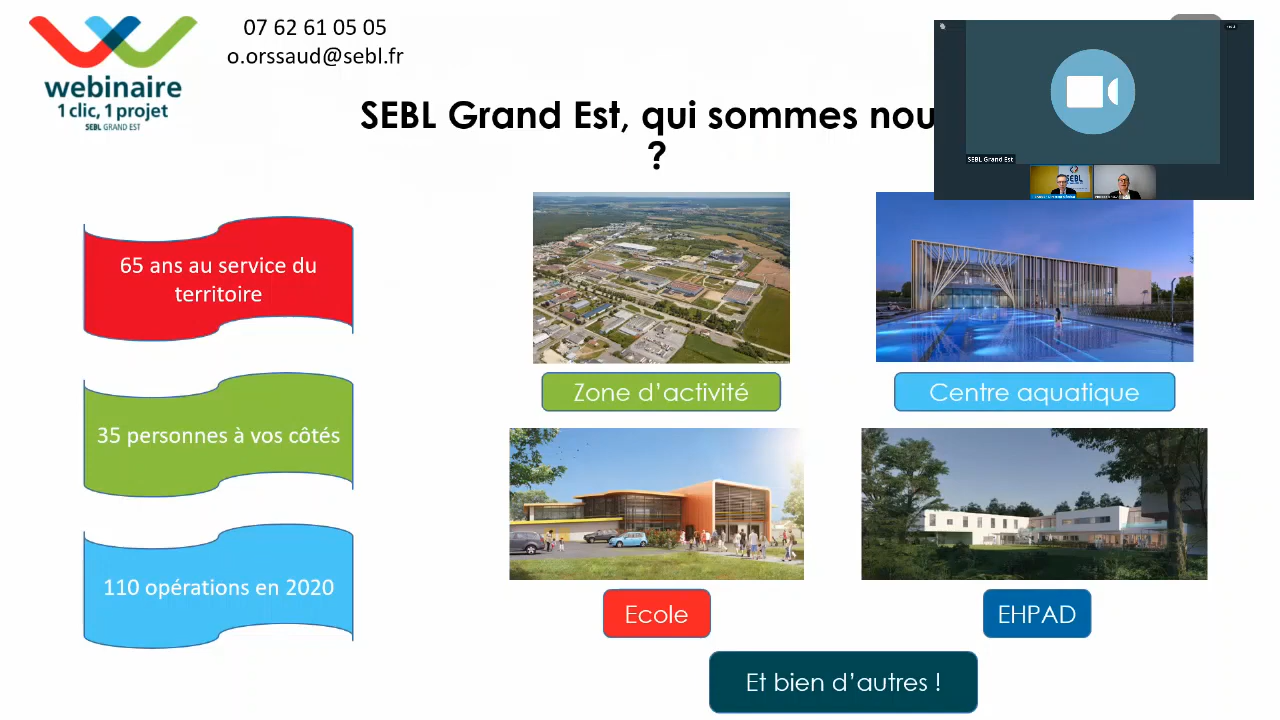 07 62 61 05 05
o.orssaud@sebl.fr
webinaire
1 clic, 1 projet
SEBL GRAND EST
SEBL Grand Est, qui sommes nou
?
SEBL Grand Est
SEBL
65 ans au service du
territoire
35 personnes à vos côtés
110 opérations en 2020
Zone d’activité
Centre aquatique
Ecole
EHPAD
Et bien d’autres !